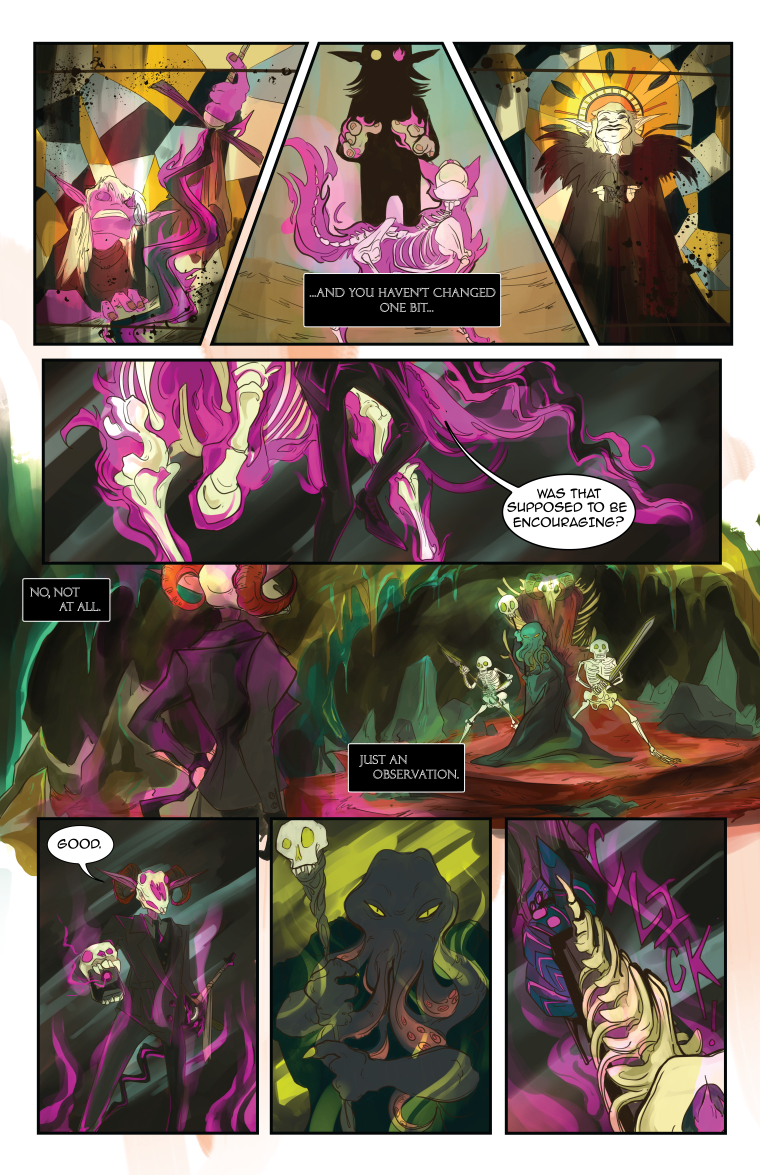 ...AND YOU HAVEN'T CHANGED
ONE BIT...
WAS THAT
SUPPOSED TO BE
ENCOURAGING?
NO, NOT
AT ALL.
JUST AN
OBSERVATION.
GOOD.
CLICK!